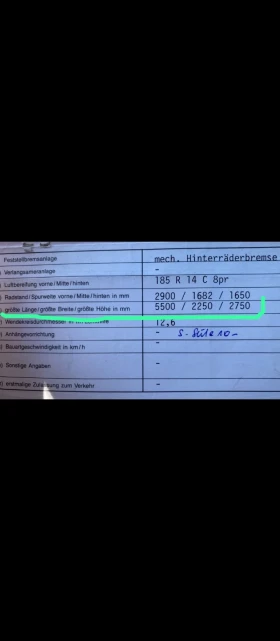 Feststellbremsanlage mech. Hinterräderbremse
Verlangsameranlage -
Luftbereifung vorne/Mitte/hinten 185 R 14 C 8pr
Radstand/Spurweite vorne/Mitte/hinten in mm 2900 / 1682 / 1650
größte Länge/größte Breite/größte Höhe in mm 5500 / 2250 / 2750
Wendekreisdurchmesser 12,6
Anhängevorrichtung - S. Seite 10 -
Bauartgeschwindigkeit in km/h -
Sonstige Angaben -
erstmalige Zulassung zum Verkehr -